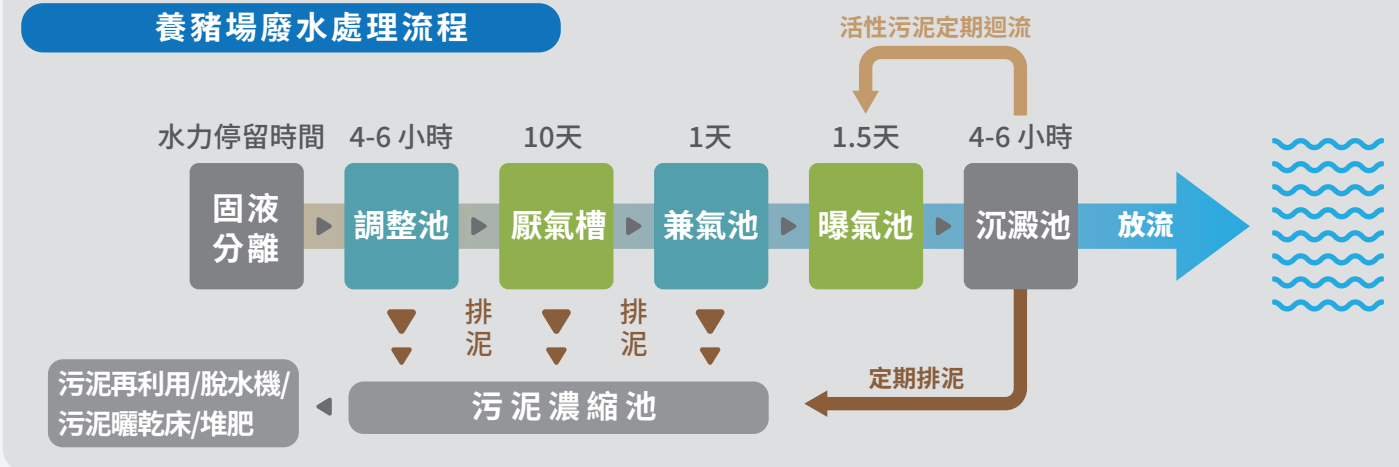 養豬場廢水處理流程
活性污泥定期迴流
水力停留時間 4-6 小時 10天 1天 1.5天 4-6 小時
固液
分離
調整池
厭氧槽
兼氣池
曝氣池
沉澱池
放流
排
泥
排
泥
定期排泥
污泥再利用/脫水機/
污泥曬乾床/堆肥
污泥濃縮池